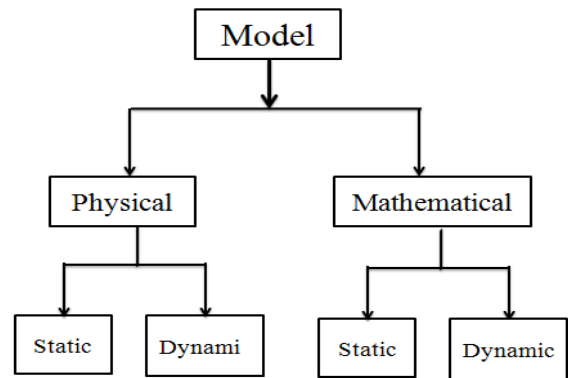 Model
Physical
Mathematical
Static
Dynami
Static
Dynamic